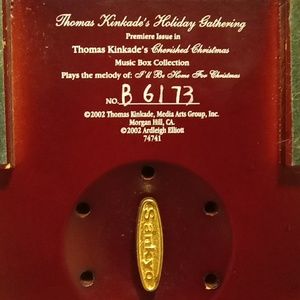 Thomas Kinkade's Holiday Gathering
Premiere Issue in
Thomas Kinkade's Cherished Christmas
Music Box Collection
Plays the melody of: I'll Be Home For Christmas
NO. B6173
©2002 Thomas Kinkade, Media Arts Group, Inc.
Morgan Hill, CA.
©2002 Ardleigh Elliott
74741
Sankyo